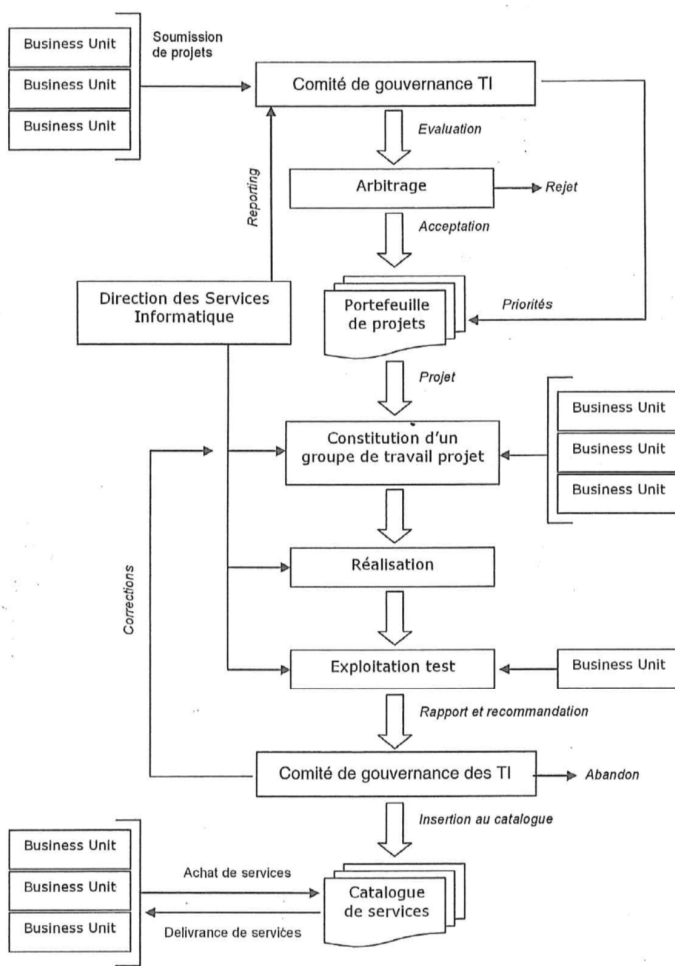 Business Unit
Business Unit
Business Unit
Soumission
de projets
Comité de gouvernance TI
Evaluation
Reporting
Arbitrage
Rejet
Acceptation
Direction des Services
Informatique
Portefeuille
de projets
Priorités
Projet
Constitution d'un
groupe de travail projet
Business Unit
Business Unit
Business Unit
Réalisation
Corrections
Exploitation test
Business Unit
Rapport et recommandation
Comité de gouvernance des TI
Abandon
Insertion au catalogue
Business Unit
Business Unit
Business Unit
Achat de services
Delivrance de services
Catalogue
de services